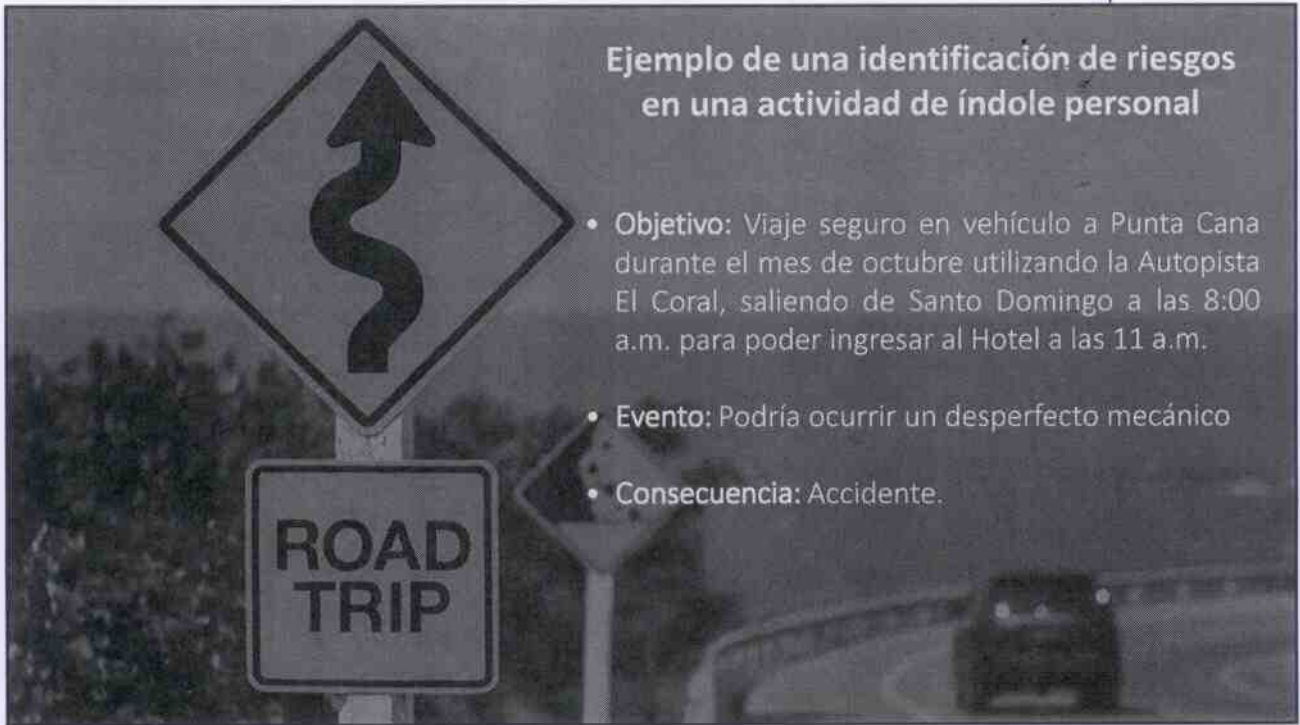 Ejemplo de una identificación de riesgos
en una actividad de índole personal
• Objetivo: Viaje seguro en vehículo a Punta Cana
durante el mes de octubre utilizando la Autopista
El Coral, saliendo de Santo Domingo a las 8:00
a.m. para poder ingresar al Hotel a las 11 a.m.
• Evento: Podría ocurrir un desperfecto mecánico
• Consecuencia: Accidente.
ROAD
TRIP